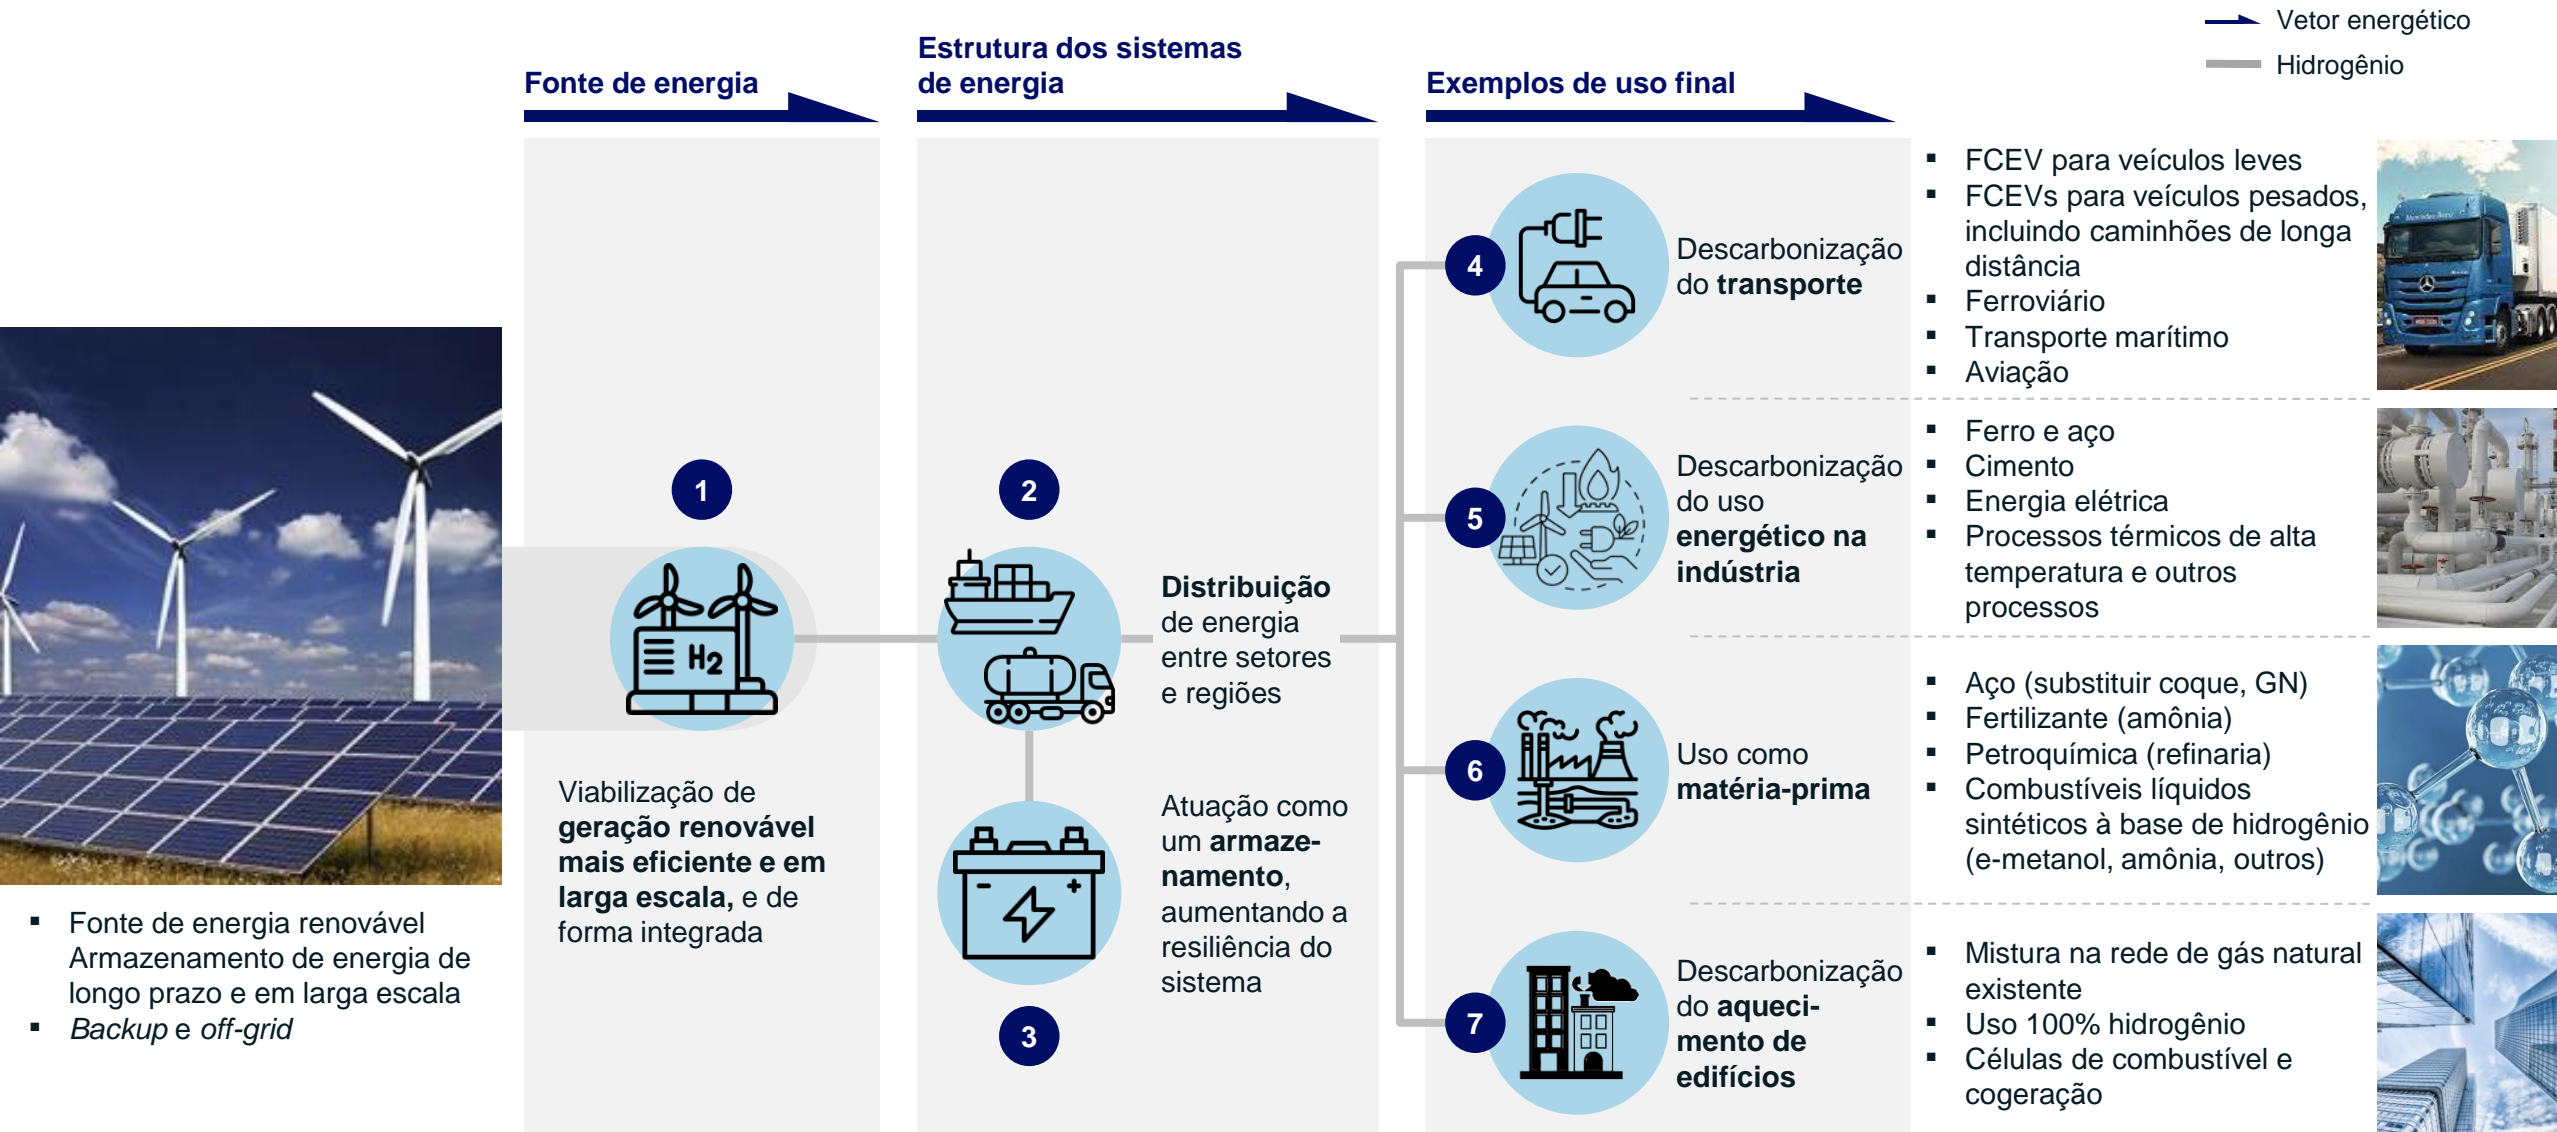 Vetor energético
Hidrogênio
Fonte de energia
Estrutura dos sistemas
de energia
Exemplos de uso final
1
H2
Viabilização de
geração renovável
mais eficiente e em
larga escala, e de
forma integrada
Fonte de energia renovável
Armazenamento de energia de
longo prazo e em larga escala
Backup e off-grid
2
Distribuição
de energia
entre setores
e regiões
Atuação como
um armaze-
namento,
aumentando a
resiliência do
sistema
3
4
Descarbonização
do transporte
FCEV para veículos leves
FCEVs para veículos pesados,
incluindo caminhões de longa
distância
Ferroviário
Transporte marítimo
Aviação
5
Descarbonização
do uso
energético na
indústria
Ferro e aço
Cimento
Energia elétrica
Processos térmicos de alta
temperatura e outros
processos
6
Uso como
matéria-prima
Aço (substituir coque, GN)
Fertilizante (amônia)
Petroquímica (refinaria)
Combustíveis líquidos
sintéticos à base de hidrogênio
(e-metanol, amônia, outros)
7
Descarbonização
do aqueci-
mento de
edifícios
Mistura na rede de gás natural
existente
Uso 100% hidrogênio
Células de combustível e
cogeração